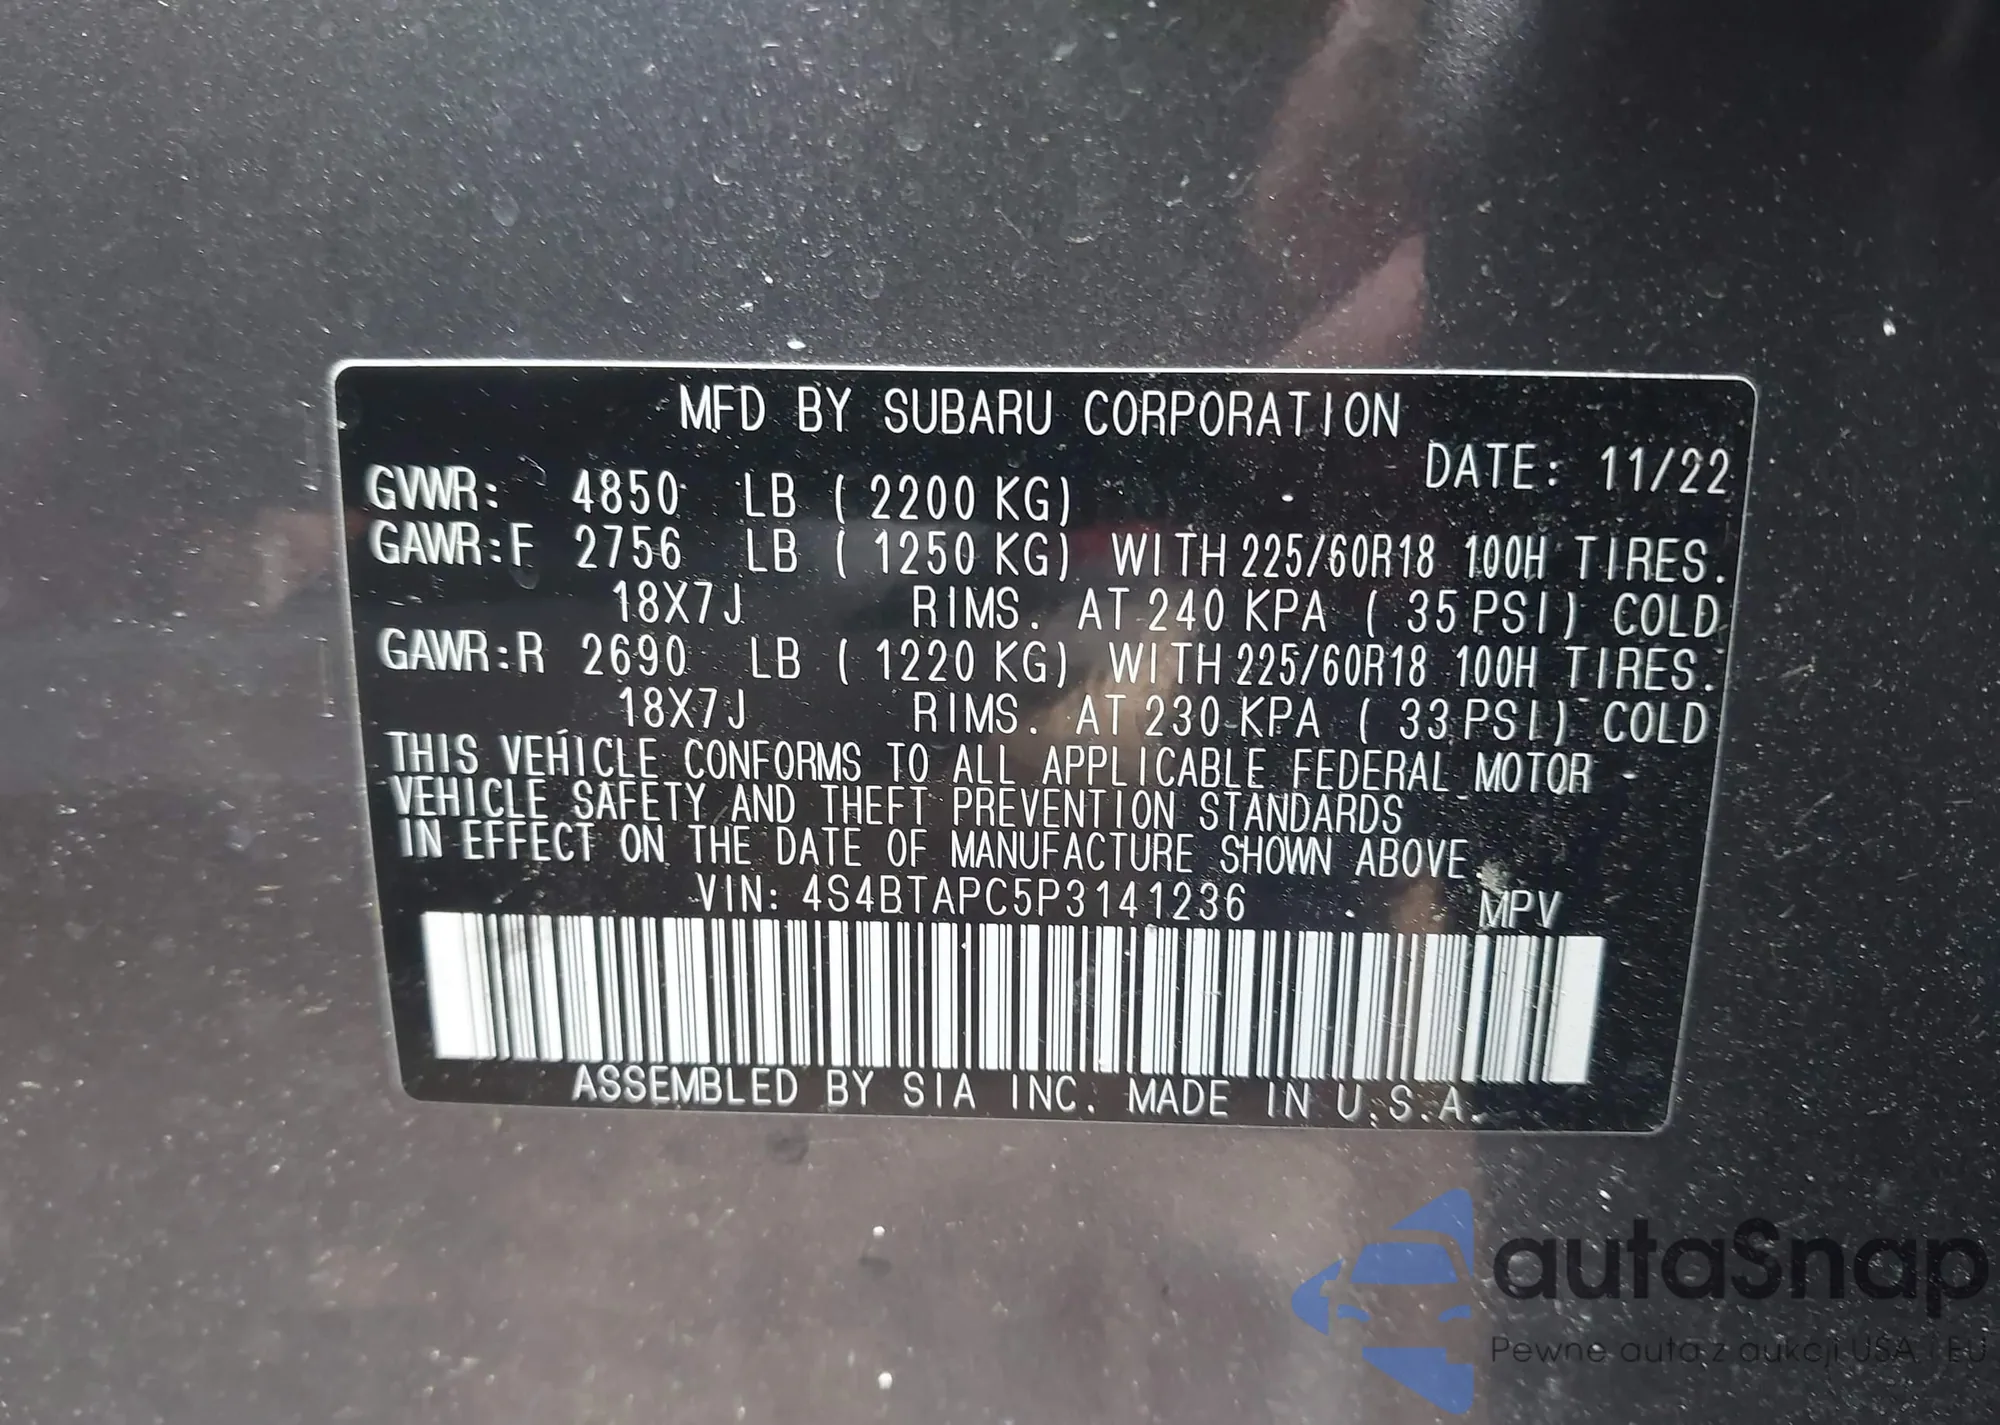 MFD BY SUBARU CORPORATION
DATE: 11/22
GVWR: 4850 LB ( 2200 KG)
GAWR:F 2756 LB ( 1250 KG) WITH 225/60R18 100H TIRES.
18X7J RIMS. AT 240 KPA ( 35 PSI) COLD
GAWR:R 2690 LB ( 1220 KG) WITH 225/60R18 100H TIRES.
18X7J RIMS. AT 230 KPA ( 33 PSI) COLD
THIS VEHICLE CONFORMS TO ALL APPLICABLE FEDERAL MOTOR
VEHICLE SAFETY AND THEFT PREVENTION STANDARDS
IN EFFECT ON THE DATE OF MANUFACTURE SHOWN ABOVE.
VIN: 4S4BTAPC5P3141236 MPV
ASSEMBLED BY SIA INC. MADE IN U.S.A.
autaSnap
Pewne auta z aukcji USA i EU